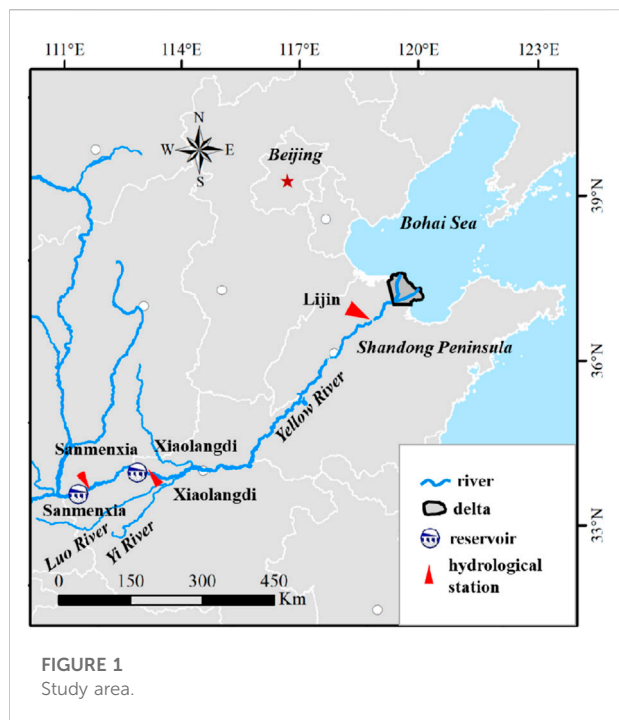 111°E 114°E 117°E 120°E 123°E
N
W E
S
Beijing
39°N
Bohai Sea
Lijin
Shandong Peninsula
36°N
Yellow River
Sanmenxia
Xiaolangdi
Xiaolangdi
Sanmenxia
Luo River
Yi River
33°N
0 150 300 450
Km
river
delta
reservoir
hydrological
station
FIGURE 1
Study area.